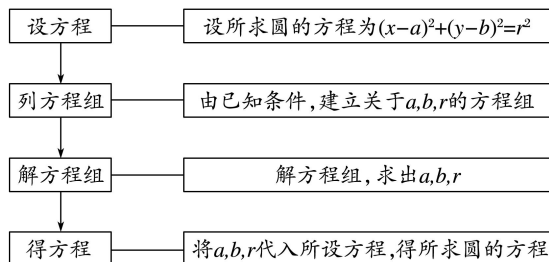 设方程 设所求圆的方程为(x-a)²+(y-b)²=r²
列方程组 由已知条件,建立关于a,b,r的方程组
解方程组 解方程组,求出a,b,r
得方程 将a,b,r代入所设方程,得所求圆的方程